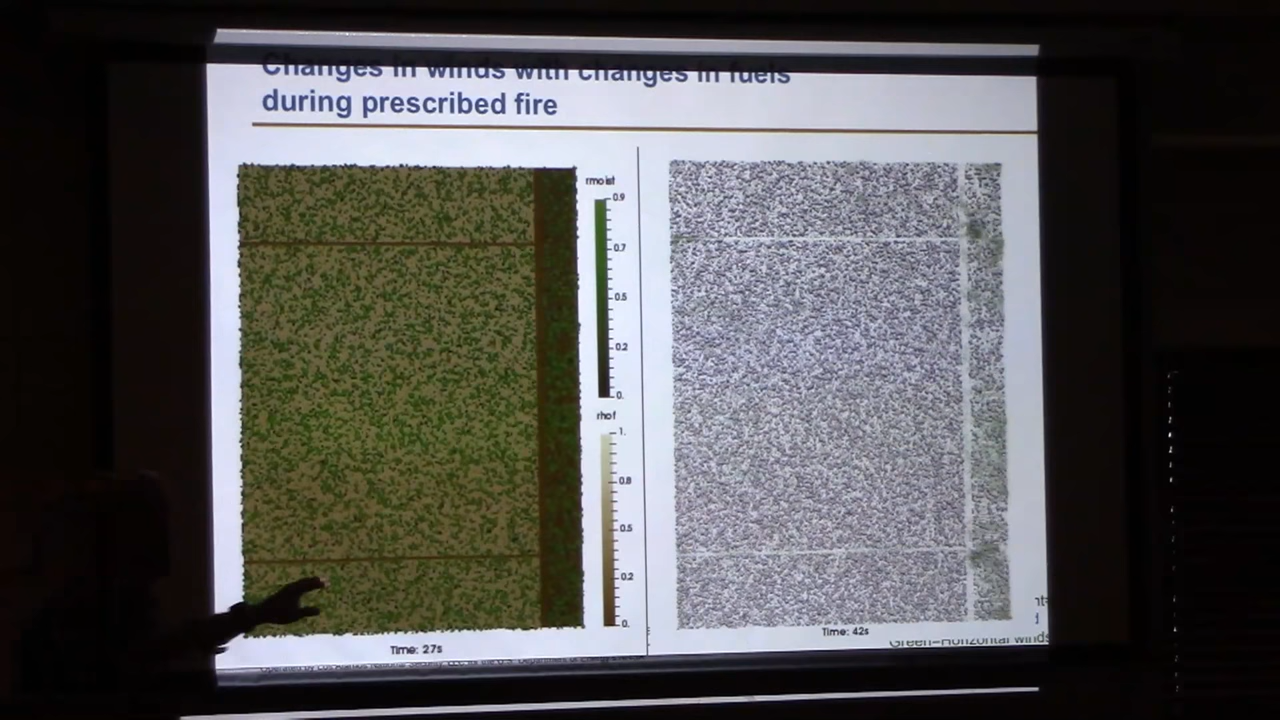 Changes in winds with changes in fuels
during prescribed fire
rmoist
0.9
0.7
0.5
0.2
0.
rhof
1.
0.8
0.5
0.2
0.
Time: 27s
Time: 42s
Green=Horizontal winds